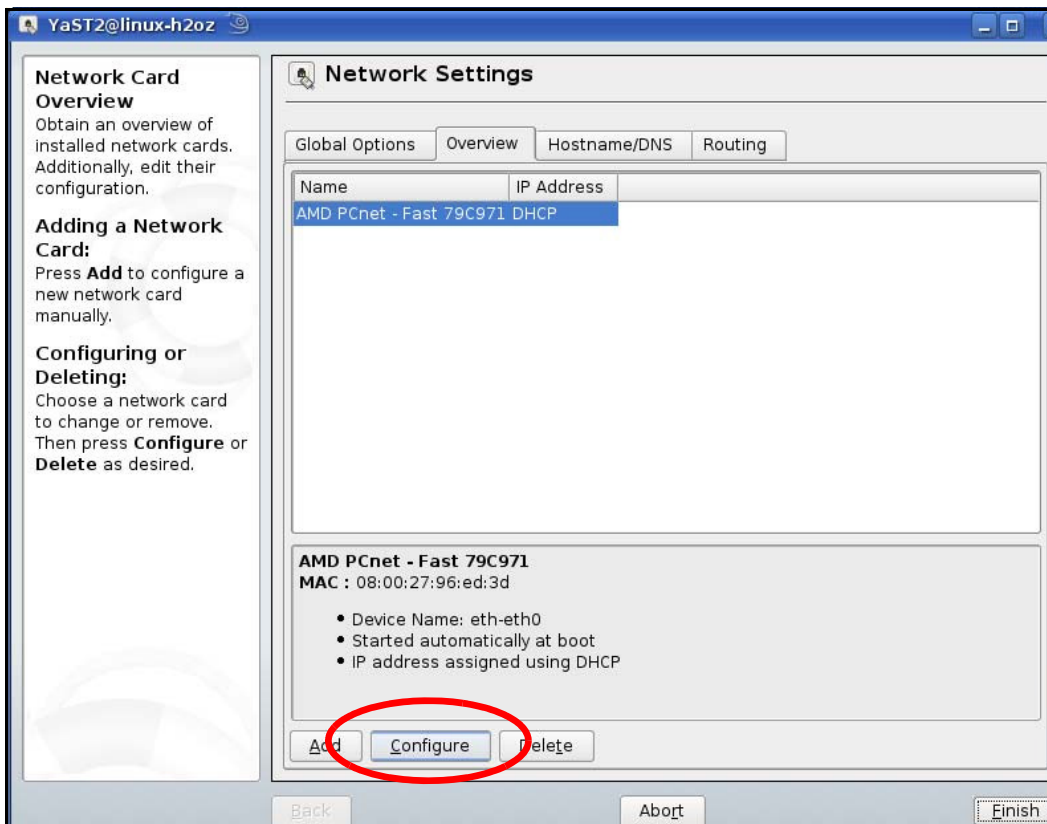 YaST2@linux-h2oz
Network Card
Overview
Obtain an overview of
installed network cards.
Additionally, edit their
configuration.
Adding a Network
Card:
Press Add to configure a
new network card
manually.
Configuring or
Deleting:
Choose a network card
to change or remove.
Then press Configure or
Delete as desired.
Network Settings
Global Options Overview Hostname/DNS Routing
Name IP Address
AMD PCnet - Fast 79C971 DHCP
AMD PCnet - Fast 79C971
MAC : 08:00:27:96:ed:3d
• Device Name: eth-eth0
• Started automatically at boot
• IP address assigned using DHCP
Add Configure Delete
Back Abort Finish